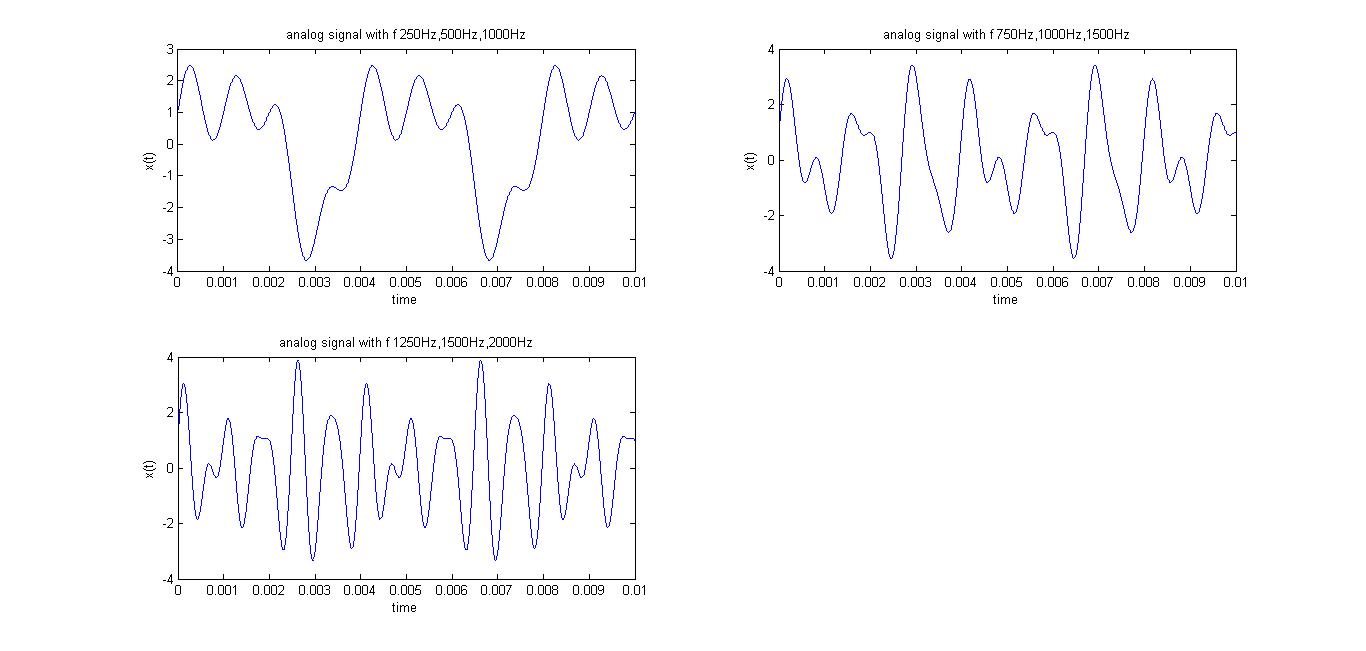 analog signal with f 250Hz,500Hz,1000Hz
3
2
1
0
-1
-2
-3
-4
x(t)
0 0.001 0.002 0.003 0.004 0.005 0.006 0.007 0.008 0.009 0.01
time
analog signal with f 750Hz,1000Hz,1500Hz
4
2
0
-2
-4
x(t)
0 0.001 0.002 0.003 0.004 0.005 0.006 0.007 0.008 0.009 0.01
time
analog signal with f 1250Hz,1500Hz,2000Hz
4
2
0
-2
-4
x(t)
0 0.001 0.002 0.003 0.004 0.005 0.006 0.007 0.008 0.009 0.01
time